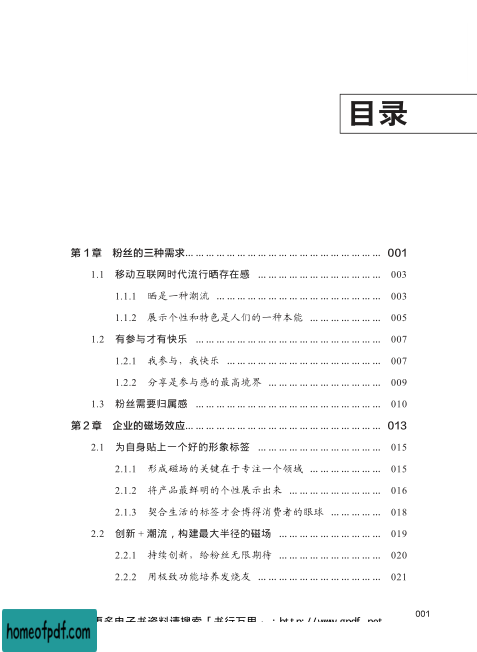 目录
第1章 粉丝的三种需求……………………………………………………… 001
1.1 移动互联网时代流行晒存在感 ……………………………… 003
1.1.1 晒是一种潮流 ………………………………………… 003
1.1.2 展示个性和特色是人们的一种本能 ………………… 005
1.2 有参与才有快乐 ……………………………………………… 007
1.2.1 我参与，我快乐 ……………………………………… 007
1.2.2 分享是参与感的最高境界 …………………………… 009
1.3 粉丝需要归属感 ……………………………………………… 010
第2章 企业的磁场效应……………………………………………………… 013
2.1 为自身贴上一个好的形象标签 ……………………………… 015
2.1.1 形成磁场的关键在于专注一个领域 ………………… 015
2.1.2 将产品最鲜明的个性展示出来 ……………………… 016
2.1.3 契合生活的标签才会博得消费者的眼球 …………… 018
2.2 创新+潮流，构建最大半径的磁场 ………………………… 019
2.2.1 持续创新，给粉丝无限期待 ………………………… 020
2.2.2 用极致功能培养发烧友 ……………………………… 021
001
更多电子书资料请搜索「书行万里」：http://www.gpdf.net
homeofpdf.com